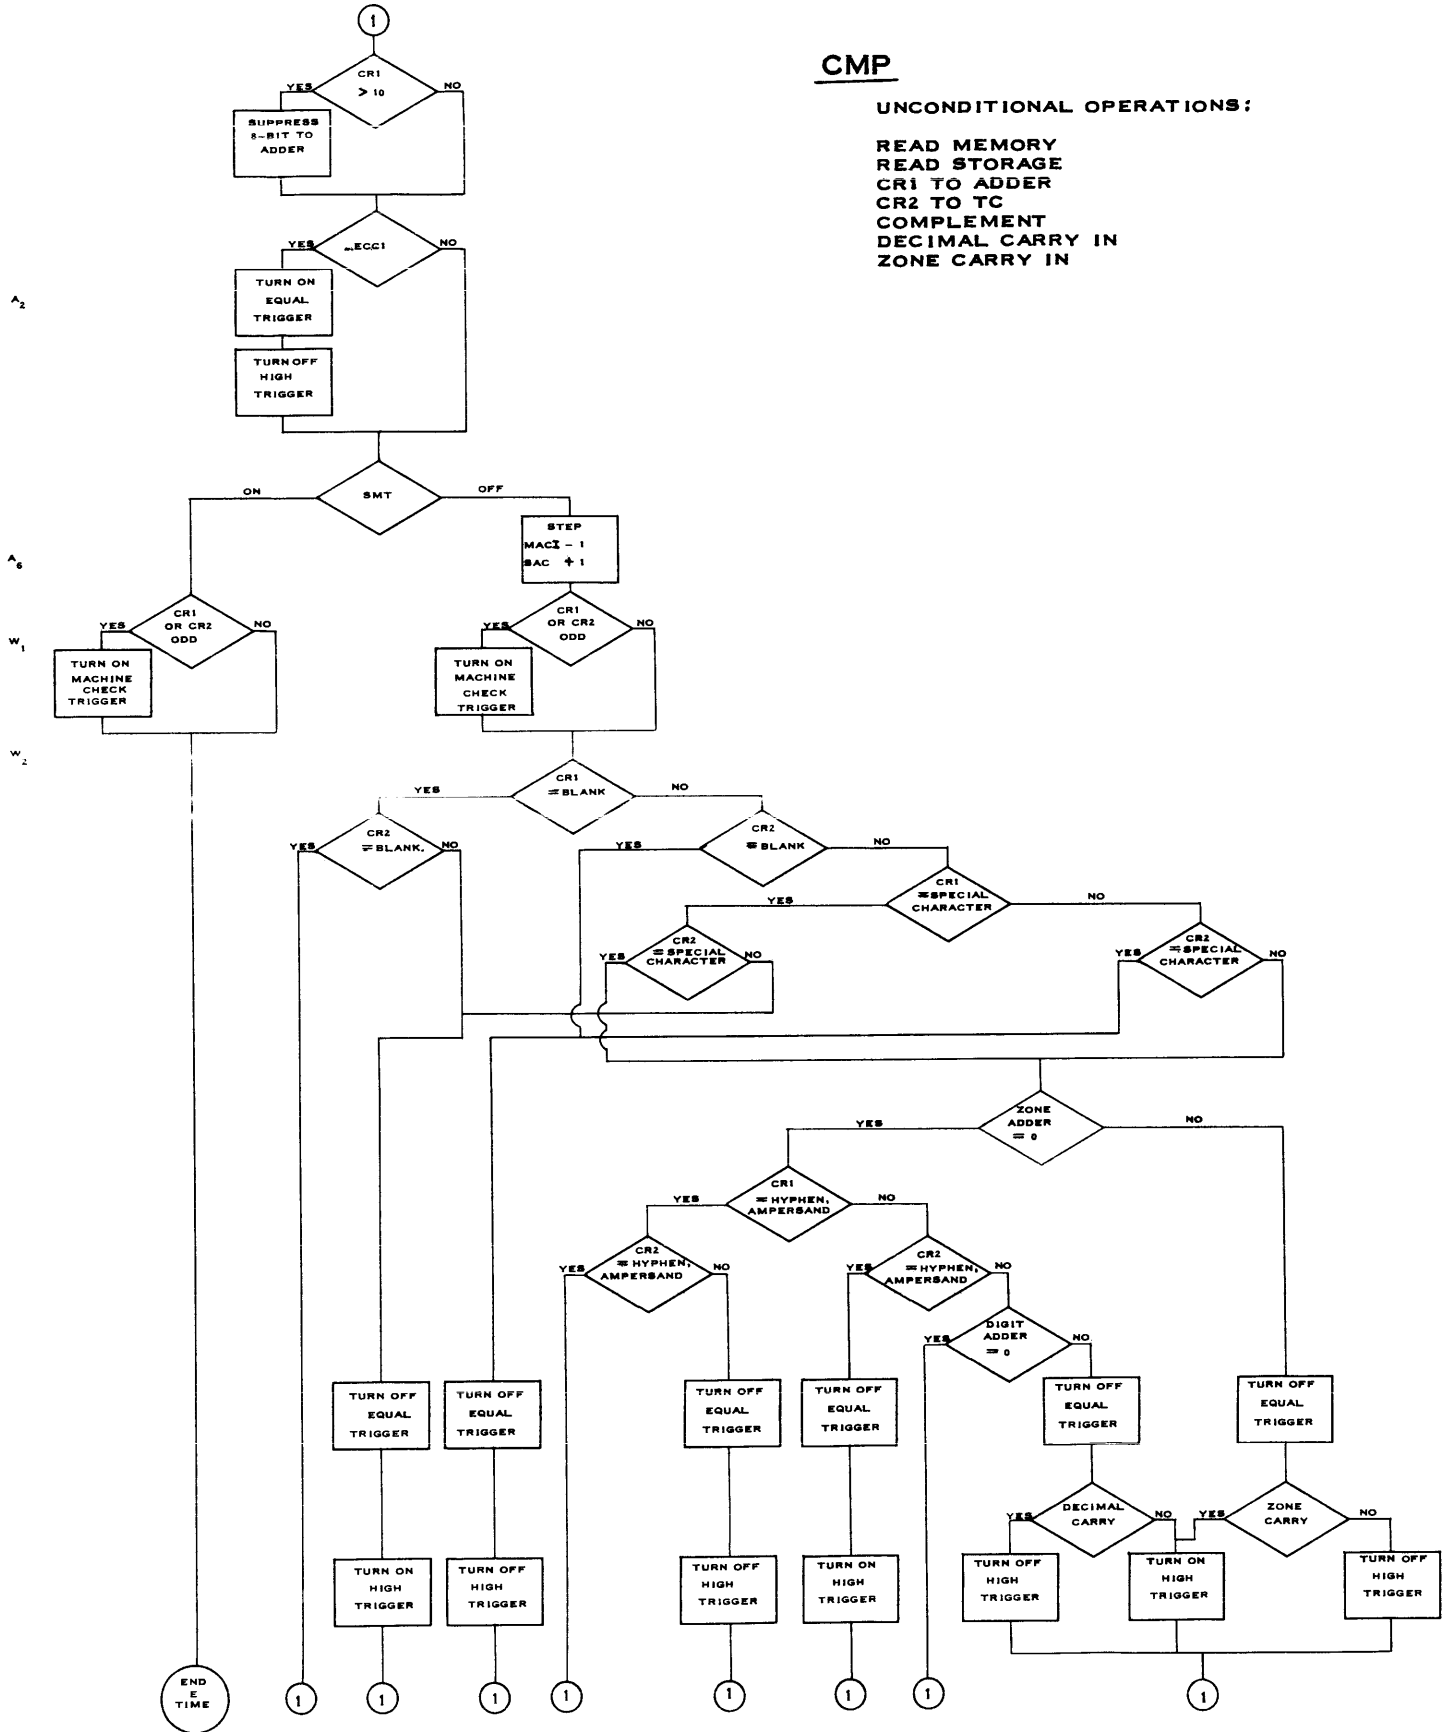 1
CMP
UNCONDITIONAL OPERATIONS:
READ MEMORY
READ STORAGE
CR1 TO ADDER
CR2 TO TC
COMPLEMENT
DECIMAL CARRY IN
ZONE CARRY IN
CR1
> 10
YES
NO
SUPPRESS
8-BIT TO
ADDER
YES
NO
A2
TURN ON
EQUAL
TRIGGER
TURN OFF
HIGH
TRIGGER
SMT
ON
OFF
STEP
MACI - 1
SAC + 1
A6
CR1
OR CR2
ODD
YES
NO
CR1
OR CR2
ODD
YES
NO
W1
TURN ON
MACHINE
CHECK
TRIGGER
TURN ON
MACHINE
CHECK
TRIGGER
W2
CR1
=BLANK
YES
NO
CR2
=BLANK.
YES
NO
CR2
=BLANK
YES
NO
CR1
=SPECIAL
CHARACTER
YES
NO
CR2
=SPECIAL
CHARACTER
YES
NO
CR2
=SPECIAL
CHARACTER
YES
NO
ZONE
ADDER
= 0
YES
NO
CR1
=HYPHEN,
AMPERSAND
YES
NO
CR2
=HYPHEN,
AMPERSAND
YES
NO
CR2
=HYPHEN,
AMPERSAND
YES
NO
DIGIT
ADDER
= 0
YES
NO
TURN OFF
EQUAL
TRIGGER
TURN OFF
EQUAL
TRIGGER
TURN OFF
EQUAL
TRIGGER
TURN OFF
EQUAL
TRIGGER
TURN OFF
EQUAL
TRIGGER
TURN OFF
EQUAL
TRIGGER
DECIMAL
CARRY
YES
NO
ZONE
CARRY
YES
NO
TURN ON
HIGH
TRIGGER
TURN OFF
HIGH
TRIGGER
TURN OFF
HIGH
TRIGGER
TURN ON
HIGH
TRIGGER
TURN OFF
HIGH
TRIGGER
TURN ON
HIGH
TRIGGER
TURN OFF
HIGH
TRIGGER
END
E
TIME
1
1
1
1
1
1
1
1